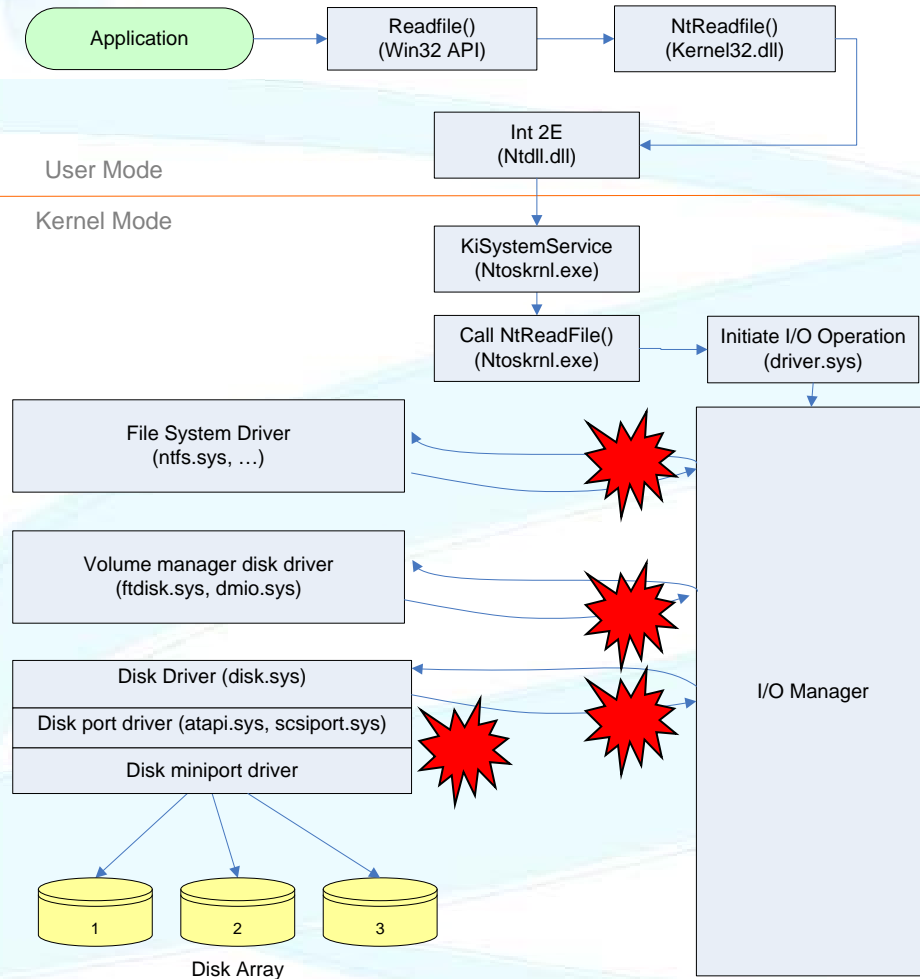 Application
Readfile()
(Win32 API)
NtReadfile()
(Kernel32.dll)
Int 2E
(Ntdll.dll)
User Mode
Kernel Mode
KiSystemService
(Ntoskrnl.exe)
Call NtReadFile()
(Ntoskrnl.exe)
Initiate I/O Operation
(driver.sys)
File System Driver
(ntfs.sys, …)
Volume manager disk driver
(ftdisk.sys, dmio.sys)
Disk Driver (disk.sys)
I/O Manager
Disk port driver (atapi.sys, scsiport.sys)
Disk miniport driver
1
2
3
Disk Array